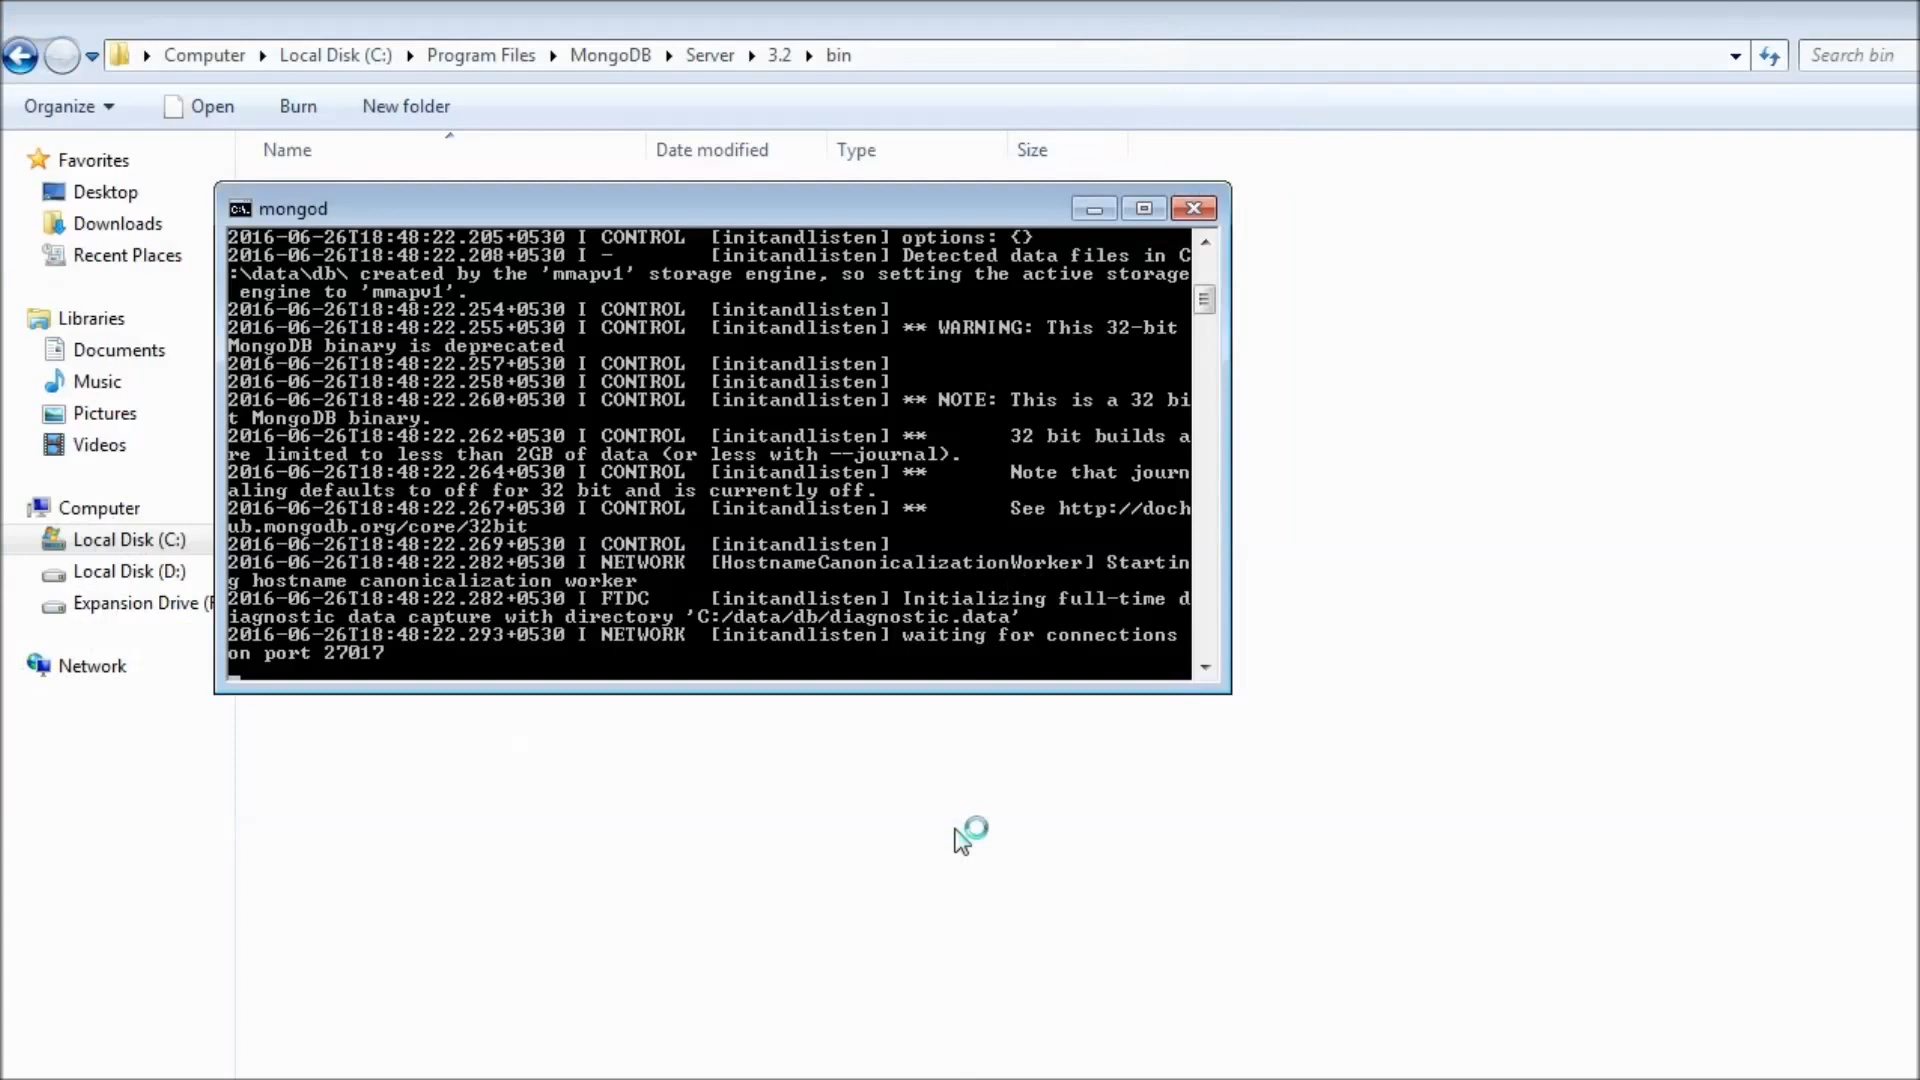 Computer Local Disk (C:) Program Files MongoDB Server 3.2 bin Search bin
Organize Open Burn New folder
Name Date modified Type Size
Favorites
Desktop
Downloads
Recent Places
Libraries
Documents
Music
Pictures
Videos
Computer
Local Disk (C:)
Local Disk (D:)
Expansion Drive (F
Network
C:\. mongod
2016-06-26T18:48:22.205+0530 I CONTROL [initandlisten] options: {}
2016-06-26T18:48:22.208+0530 I - [initandlisten] Detected data files in C
:\data\db\ created by the 'mmapv1' storage engine, so setting the active storage
engine to 'mmapv1'.
2016-06-26T18:48:22.254+0530 I CONTROL [initandlisten]
2016-06-26T18:48:22.255+0530 I CONTROL [initandlisten] ** WARNING: This 32-bit
MongoDB binary is deprecated
2016-06-26T18:48:22.257+0530 I CONTROL [initandlisten]
2016-06-26T18:48:22.258+0530 I CONTROL [initandlisten]
2016-06-26T18:48:22.260+0530 I CONTROL [initandlisten] ** NOTE: This is a 32 bi
t MongoDB binary.
2016-06-26T18:48:22.262+0530 I CONTROL [initandlisten] ** 32 bit builds a
re limited to less than 2GB of data (or less with --journal).
2016-06-26T18:48:22.264+0530 I CONTROL [initandlisten] ** Note that journ
aling defaults to off for 32 bit and is currently off.
2016-06-26T18:48:22.267+0530 I CONTROL [initandlisten] ** See http://doch
ub.mongodb.org/core/32bit
2016-06-26T18:48:22.269+0530 I CONTROL [initandlisten]
2016-06-26T18:48:22.282+0530 I NETWORK [HostnameCanonicalizationWorker] Startin
g hostname canonicalization worker
2016-06-26T18:48:22.282+0530 I FTDC [initandlisten] Initializing full-time d
iagnostic data capture with directory 'C:/data/db/diagnostic.data'
2016-06-26T18:48:22.293+0530 I NETWORK [initandlisten] waiting for connections
on port 27017